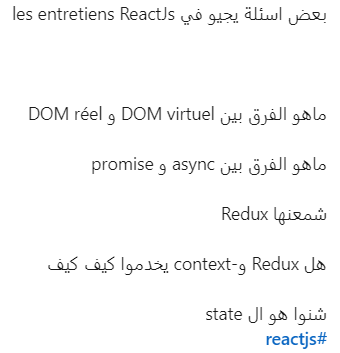 بعض اسئلة يجيو في les entretiens ReactJs
ماهو الفرق بين DOM virtuel و DOM réel
ماهو الفرق بين async و promise
شمعنها Redux
هل Redux و-context يخدموا كيف كيف
شنوا هو ال state
#reactjs